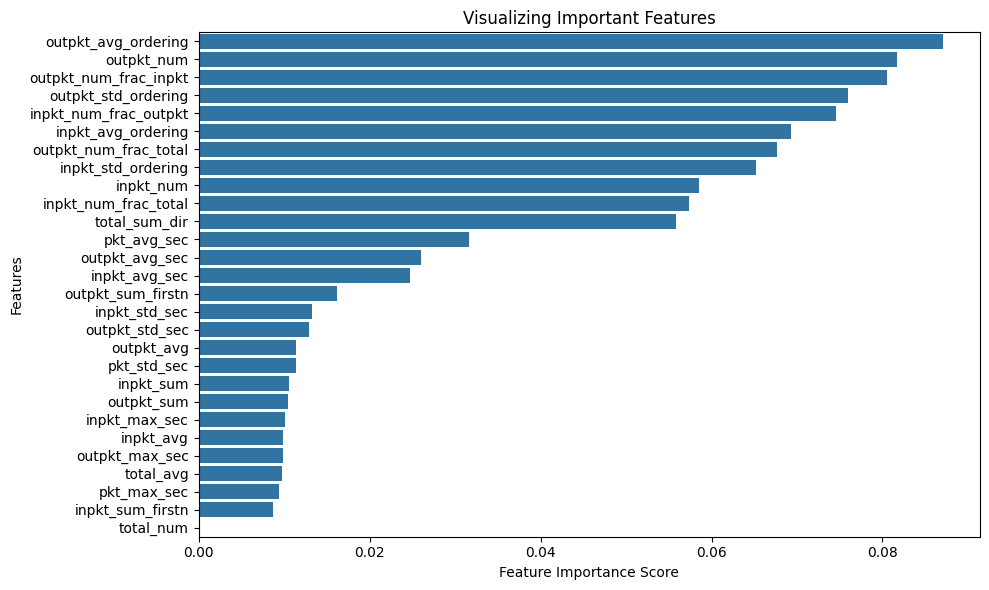 Visualizing Important Features
Features
outpkt_avg_ordering
outpkt_num
outpkt_num_frac_inpkt
outpkt_std_ordering
inpkt_num_frac_outpkt
inpkt_avg_ordering
outpkt_num_frac_total
inpkt_std_ordering
inpkt_num
inpkt_num_frac_total
total_sum_dir
pkt_avg_sec
outpkt_avg_sec
inpkt_avg_sec
outpkt_sum_firstn
inpkt_std_sec
outpkt_std_sec
outpkt_avg
pkt_std_sec
inpkt_sum
outpkt_sum
inpkt_max_sec
inpkt_avg
outpkt_max_sec
total_avg
pkt_max_sec
inpkt_sum_firstn
total_num
0.00 0.02 0.04 0.06 0.08
Feature Importance Score